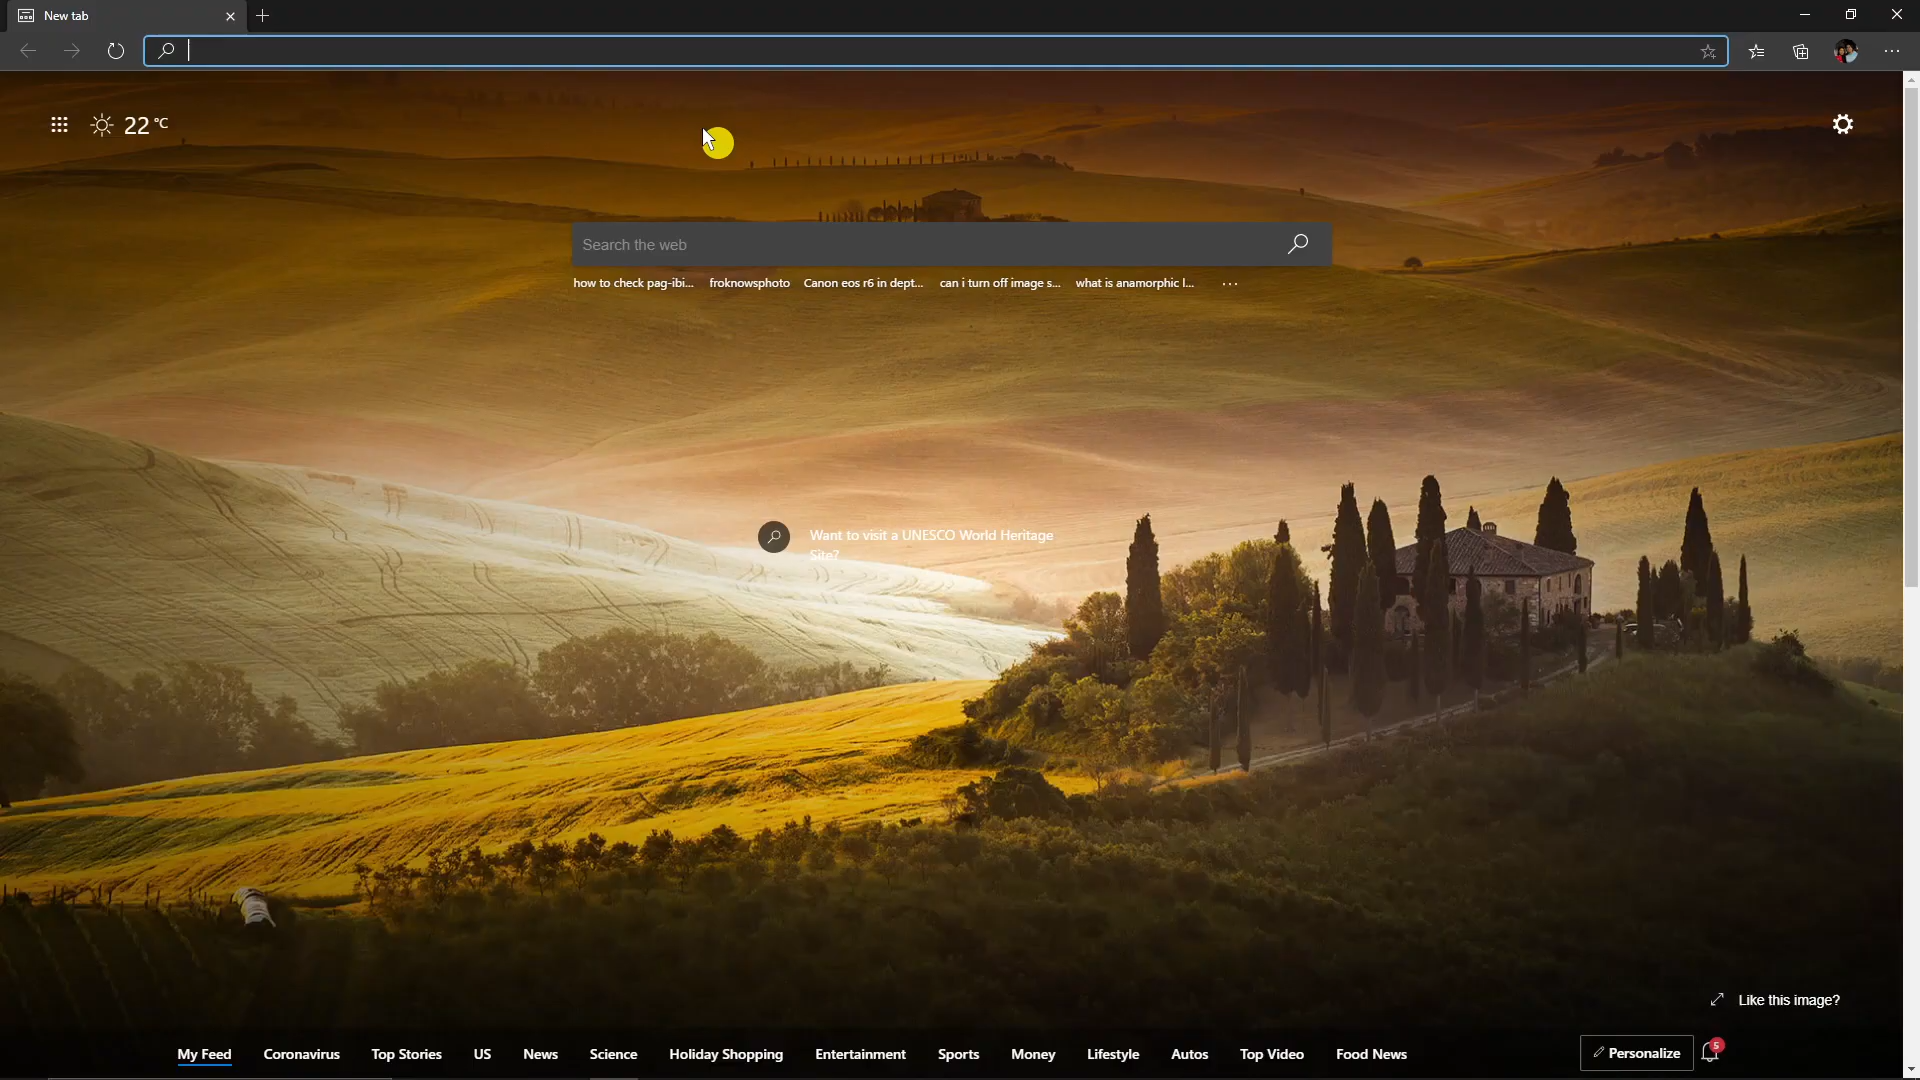 New tab
22 °C
Search the web
how to check pag-ibi... froknowsphoto Canon eos r6 in dept... can i turn off image s... what is anamorphic l... ...
Want to visit a UNESCO World Heritage
Site?
Like this image?
My Feed Coronavirus Top Stories US News Science Holiday Shopping Entertainment Sports Money Lifestyle Autos Top Video Food News Personalize 5